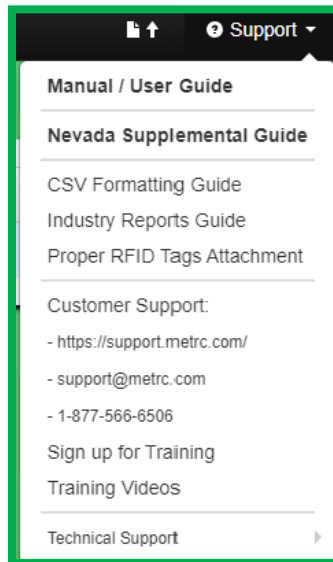 Support
Manual / User Guide
Nevada Supplemental Guide
CSV Formatting Guide
Industry Reports Guide
Proper RFID Tags Attachment
Customer Support:
- https://support.metrc.com/
- support@metrc.com
- 1-877-566-6506
Sign up for Training
Training Videos
Technical Support